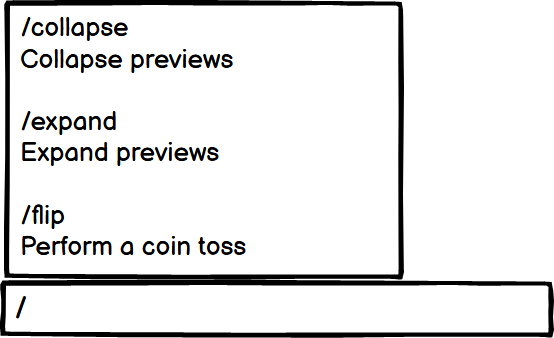 /collapse
Collapse previews
/expand
Expand previews
/flip
Perform a coin toss
/